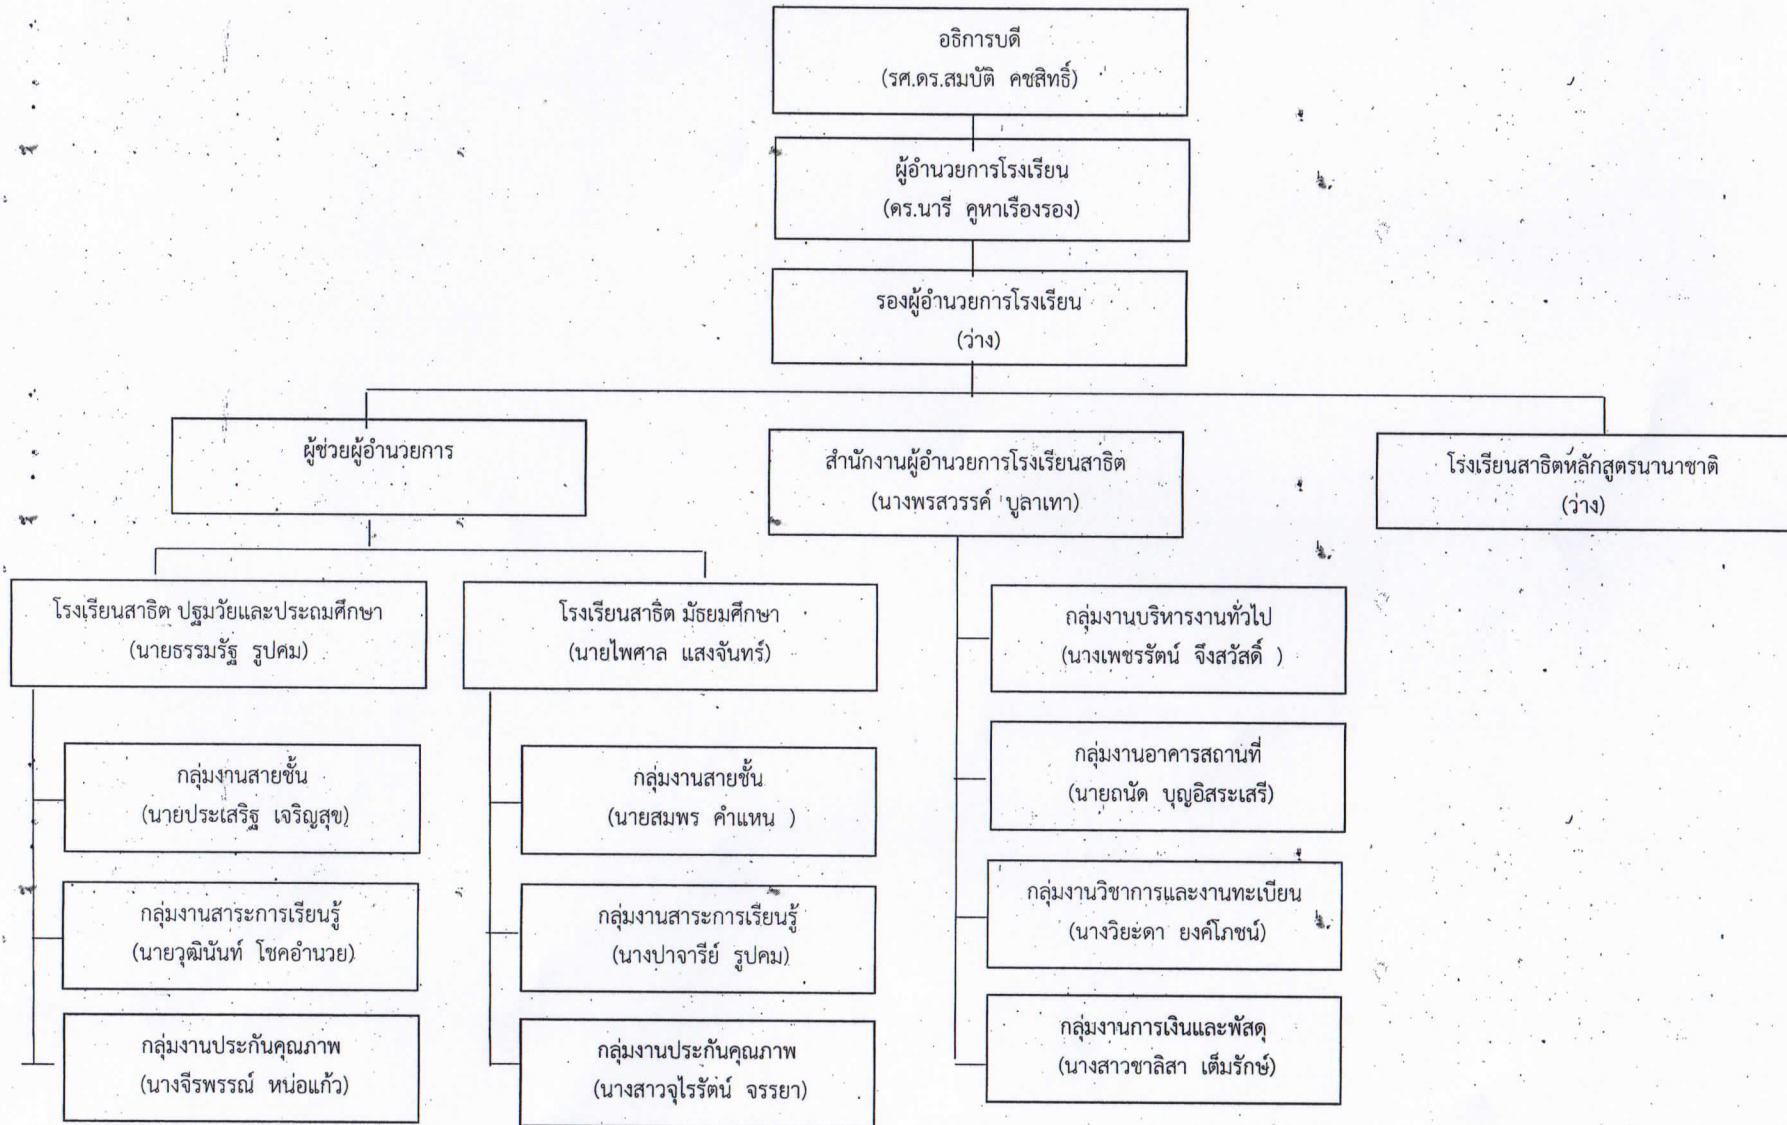 อธิการบดี
(รศ.ดร.สมบัติ คชสิทธิ์)
ผู้อำนวยการโรงเรียน
(ดร.นารี คูหาเรืองรอง)
รองผู้อำนวยการโรงเรียน
(ว่าง)
ผู้ช่วยผู้อำนวยการ
สำนักงานผู้อำนวยการโรงเรียนสาธิต
(นางพรสวรรค์ บูลาเทา)
โรงเรียนสาธิตหลักสูตรนานาชาติ
(ว่าง)
โรงเรียนสาธิต ปฐมวัยและประถมศึกษา
(นายธรรมรัฐ รูปคม)
กลุ่มงานสายชั้น
(นายประเสริฐ เจริญสุข)
กลุ่มงานสาระการเรียนรู้
(นายวุฒินันท์ โชคอำนวย)
กลุ่มงานประกันคุณภาพ
(นางจีรพรรณ์ หน่อแก้ว)
โรงเรียนสาธิต มัธยมศึกษา
(นายไพศาล แสงจันทร์)
กลุ่มงานสายชั้น
(นายสมพร คำแหน )
กลุ่มงานสาระการเรียนรู้
(นางปาจารีย์ รูปคม)
กลุ่มงานประกันคุณภาพ
(นางสาวจุไรรัตน์ จรรยา)
กลุ่มงานบริหารงานทั่วไป
(นางเพชรรัตน์ จึงสวัสดิ์ )
กลุ่มงานอาคารสถานที่
(นายถนัด บุญอิสระเสรี)
กลุ่มงานวิชาการและงานทะเบียน
(นางวิยะดา ยงค์โภชน์)
กลุ่มงานการเงินและพัสดุ
(นางสาวชาลิสา เต็มรักษ์)